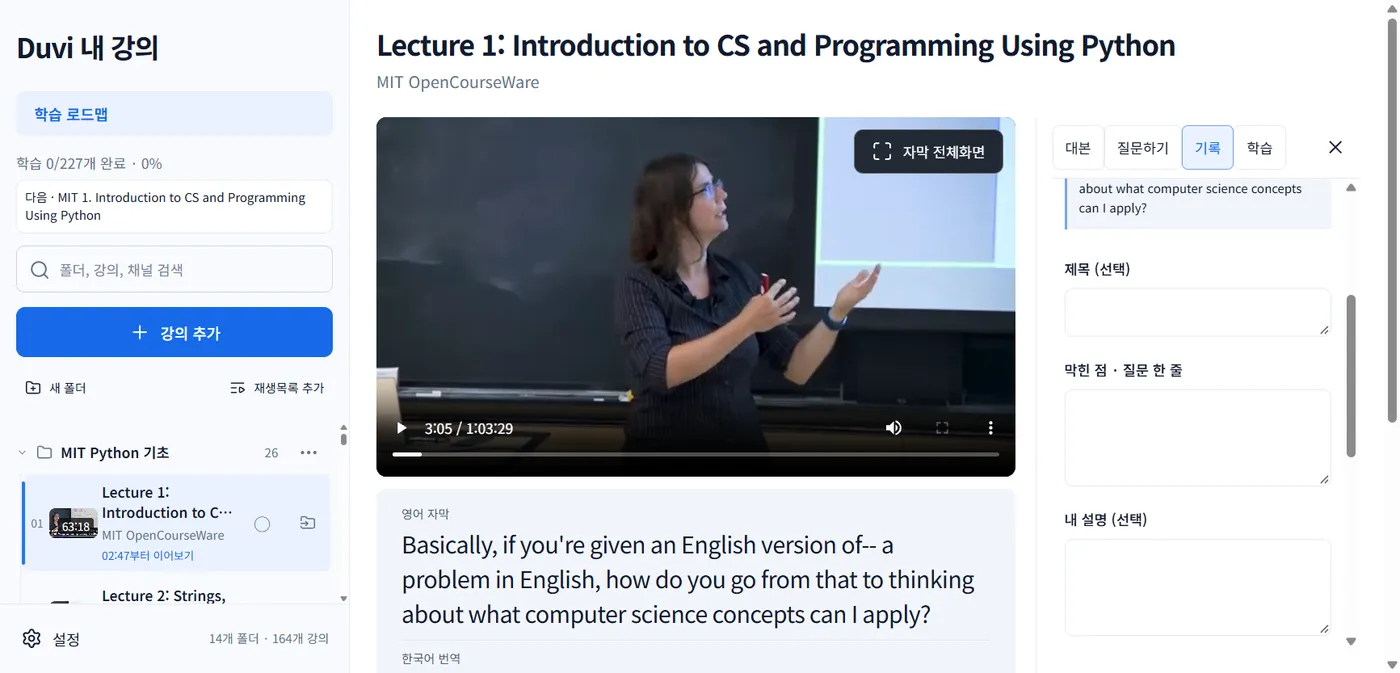 Duvi 내 강의
학습 로드맵
학습 0/227개 완료 · 0%
다음 · MIT 1. Introduction to CS and Programming
Using Python
폴더, 강의, 채널 검색
강의 추가
새 폴더
재생목록 추가
MIT Python 기초
26
01
63:18
Lecture 1:
Introduction to C…
MIT OpenCourseWare
02:47부터 이어보기
Lecture 2: Strings,
설정
14개 폴더 · 164개 강의
Lecture 1: Introduction to CS and Programming Using Python
MIT OpenCourseWare
자막 전체화면
3:05 / 1:03:29
영어 자막
Basically, if you're given an English version of-- a
problem in English, how do you go from that to thinking
about what computer science concepts can I apply?
한국어 번역
대본
질문하기
기록
학습
about what computer science concepts
can I apply?
제목 (선택)
막힌 점 · 질문 한 줄
내 설명 (선택)